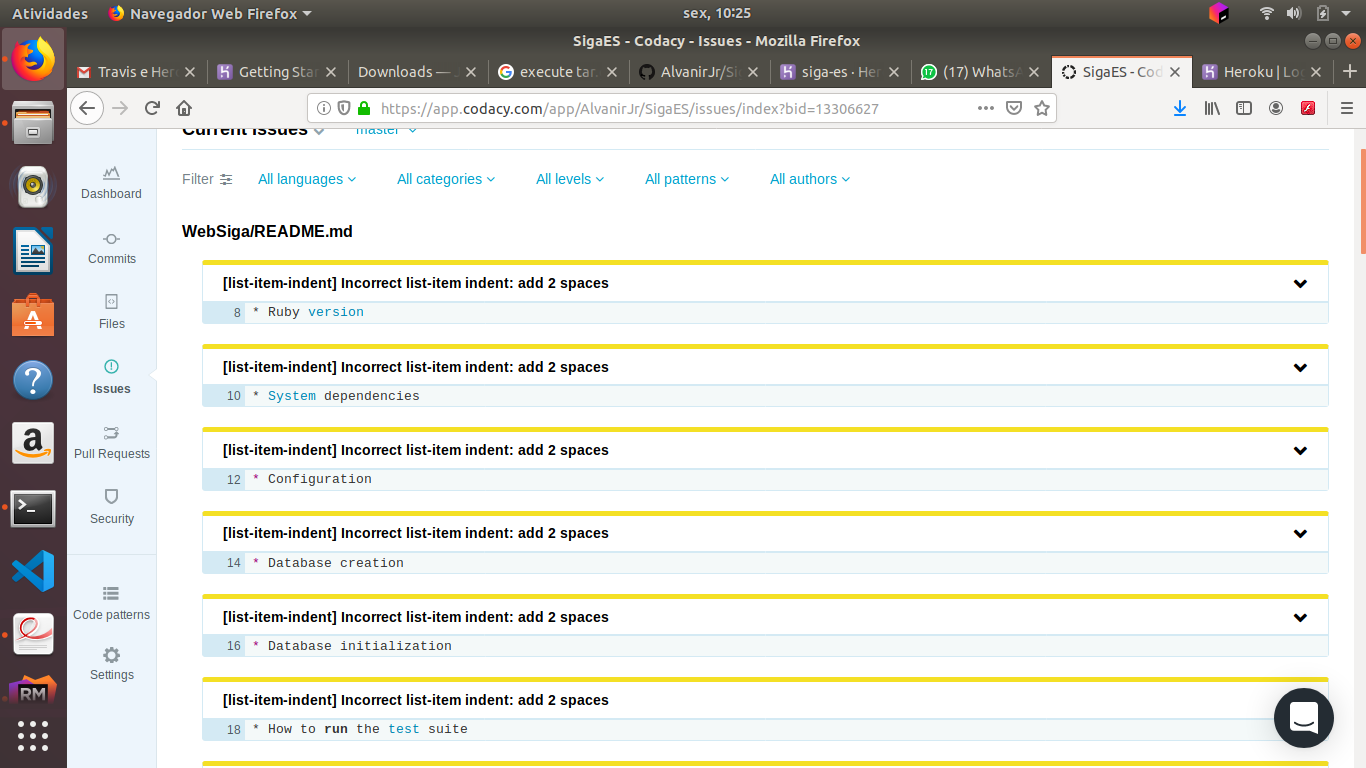 Atividades Navegador Web Firefox sex, 10:25
SigaES - Codacy - Issues - Mozilla Firefox
Travis e Her Getting Star Downloads — J execute tar. AlvanirJr/Sig siga-es · Her (17) WhatsA SigaES - Cod Heroku | Log
https://app.codacy.com/app/AlvanirJr/SigaES/issues/index?bid=13306627
Current Issues master
Filter All languages All categories All levels All patterns All authors
Dashboard
Commits
Files
Issues
Pull Requests
Security
Code patterns
Settings
WebSiga/README.md
[list-item-indent] Incorrect list-item indent: add 2 spaces
8 * Ruby version
[list-item-indent] Incorrect list-item indent: add 2 spaces
10 * System dependencies
[list-item-indent] Incorrect list-item indent: add 2 spaces
12 * Configuration
[list-item-indent] Incorrect list-item indent: add 2 spaces
14 * Database creation
[list-item-indent] Incorrect list-item indent: add 2 spaces
16 * Database initialization
[list-item-indent] Incorrect list-item indent: add 2 spaces
18 * How to run the test suite
RM